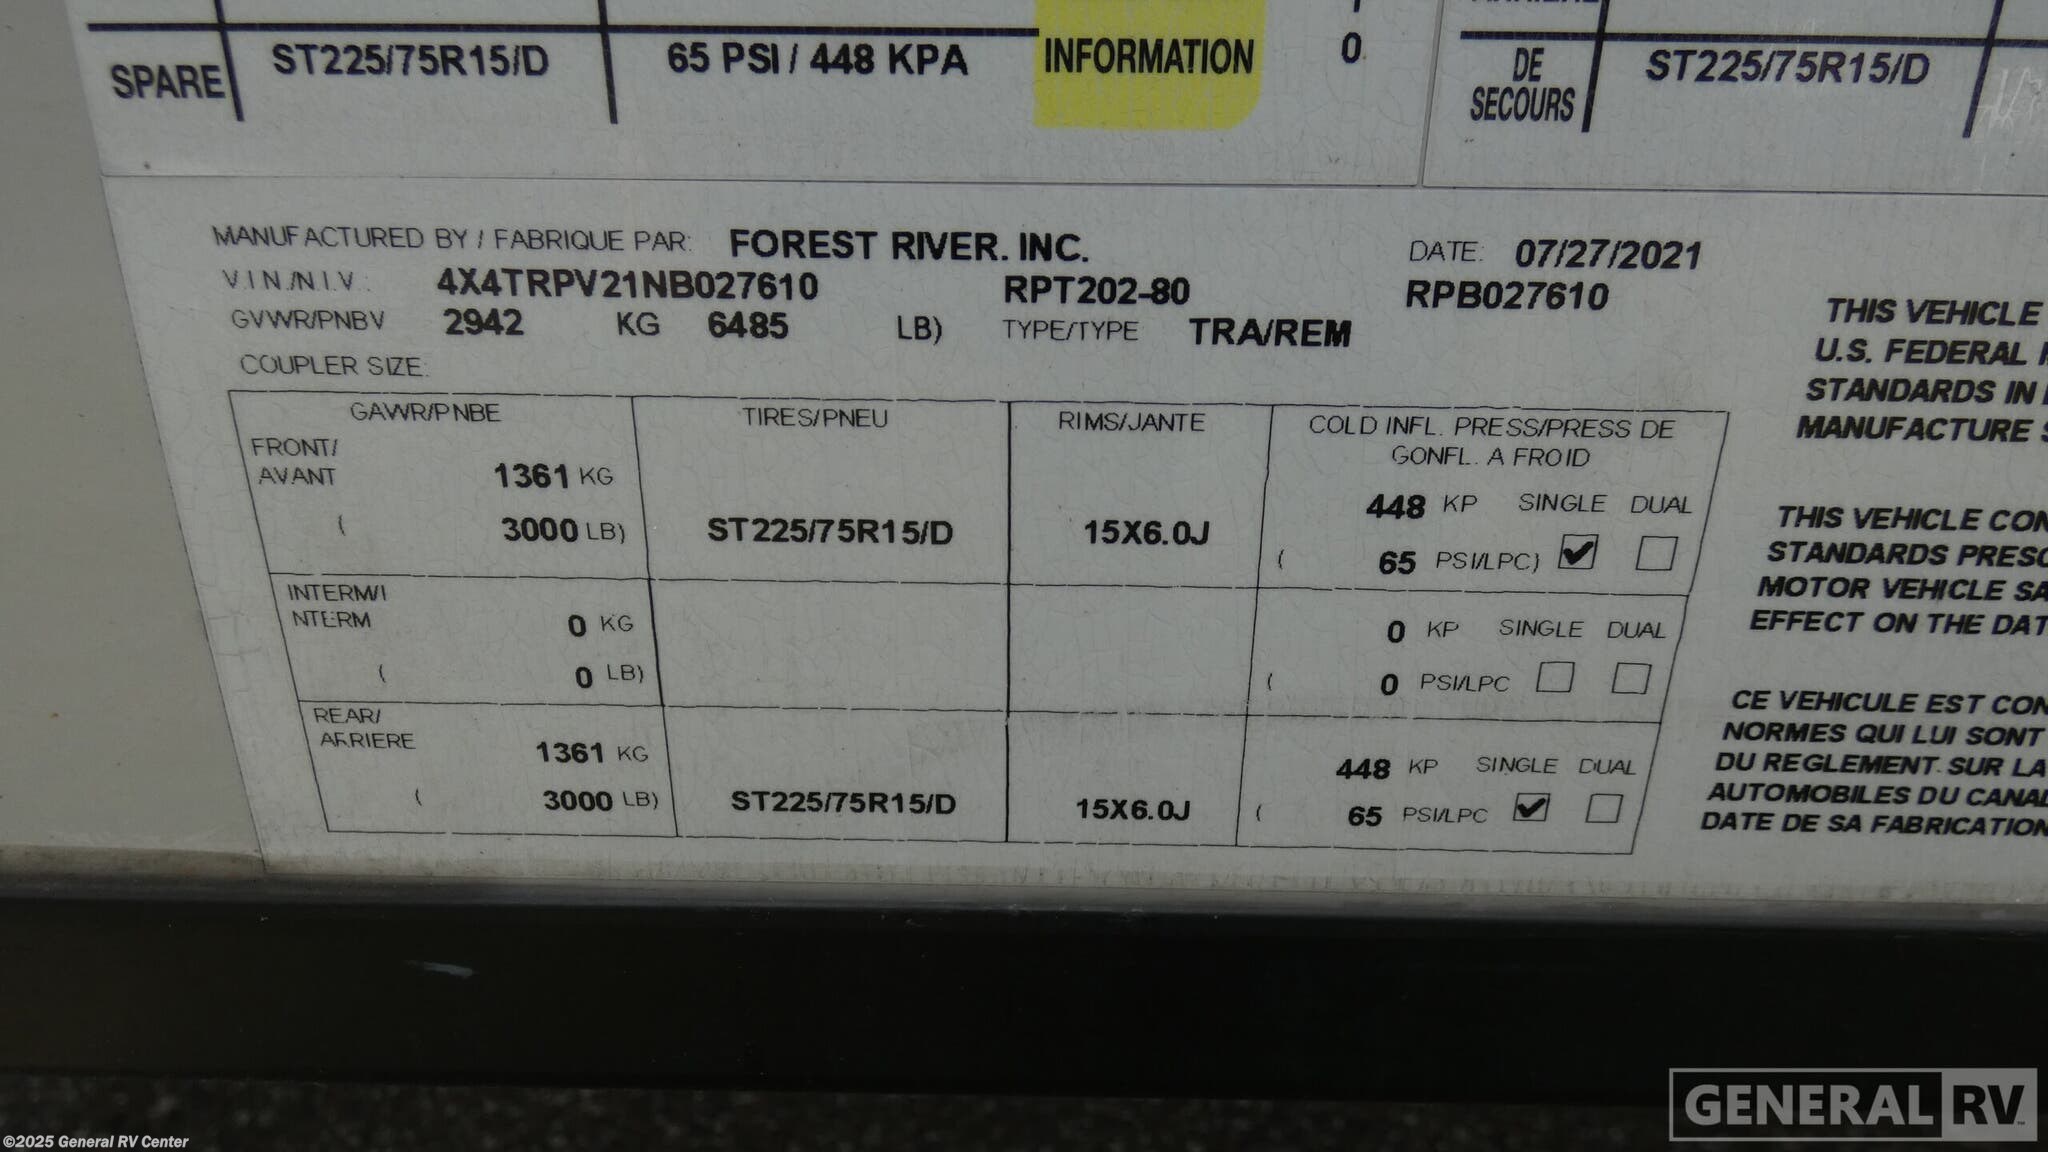 SPARE ST225/75R15/D 65 PSI / 448 KPA INFORMATION 0 DE SECOURS ST225/75R15/D
MANUFACTURED BY / FABRIQUE PAR: FOREST RIVER. INC. DATE: 07/27/2021
V.I.N./N.I.V.: 4X4TRPV21NB027610 RPT202-80 RPB027610
GVWR/PNBV 2942 KG 6485 LB) TYPE/TYPE TRA/REM
COUPLER SIZE:
GAWR/PNBE TIRES/PNEU RIMS/JANTE COLD INFL. PRESS/PRESS DE
GONFL. A FROID
FRONT/
AVANT 1361 KG 448 KP SINGLE DUAL
( 3000 LB) ST225/75R15/D 15X6.0J ( 65 PSI/LPC)
INTERM/I
NTERM 0 KG 0 KP SINGLE DUAL
( 0 LB) ( 0 PSI/LPC
REAR/
ARRIERE 1361 KG 448 KP SINGLE DUAL
( 3000 LB) ST225/75R15/D 15X6.0J ( 65 PSI/LPC
THIS VEHICLE
U.S. FEDERAL
STANDARDS IN
MANUFACTURE
THIS VEHICLE
STANDARDS
MOTOR VEHICLE
EFFECT ON THE
CE VEHICULE EST
NORMES QUI LUI SONT
DU REGLEMENT SUR LA
AUTOMOBILES DU
DATE DE SA FABRICATION
GENERAL RV
©2025 General RV Center